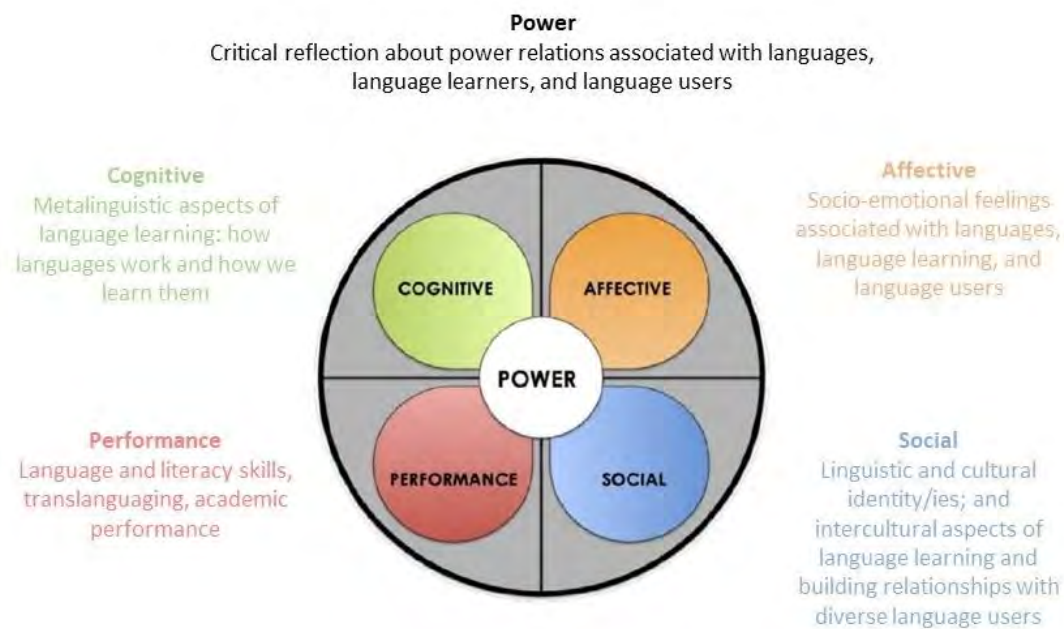 Power
Critical reflection about power relations associated with languages,
language learners, and language users
Cognitive
Metalinguistic aspects of
language learning: how
languages work and how we
learn them
Affective
Socio-emotional feelings
associated with languages,
language learning, and
language users
COGNITIVE
AFFECTIVE
POWER
PERFORMANCE
SOCIAL
Performance
Language and literacy skills,
translanguaging, academic
performance
Social
Linguistic and cultural
identity/ies; and
intercultural aspects of
language learning and
building relationships with
diverse language users